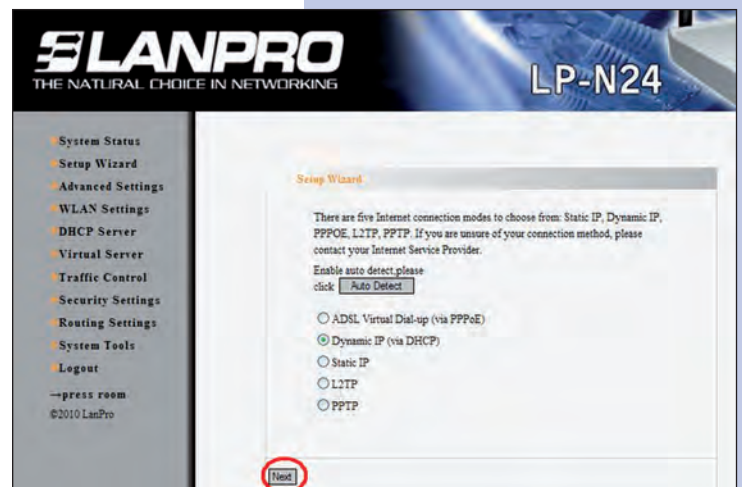 LANPRO
THE NATURAL CHOICE IN NETWORKING
LP-N24
System Status
Setup Wizard
Advanced Settings
WLAN Settings
DHCP Server
Virtual Server
Traffic Control
Security Settings
Routing Settings
System Tools
Logout
→press room
©2010 LanPro
Setup Wizard
There are five Internet connection modes to choose from: Static IP, Dynamic IP,
PPPOE, L2TP, PPTP. If you are unsure of your connection method, please
contact your Internet Service Provider.
Enable auto detect,please
click Auto Detect
ADSL Virtual Dial-up (via PPPoE)
Dynamic IP (via DHCP)
Static IP
L2TP
PPTP
Next